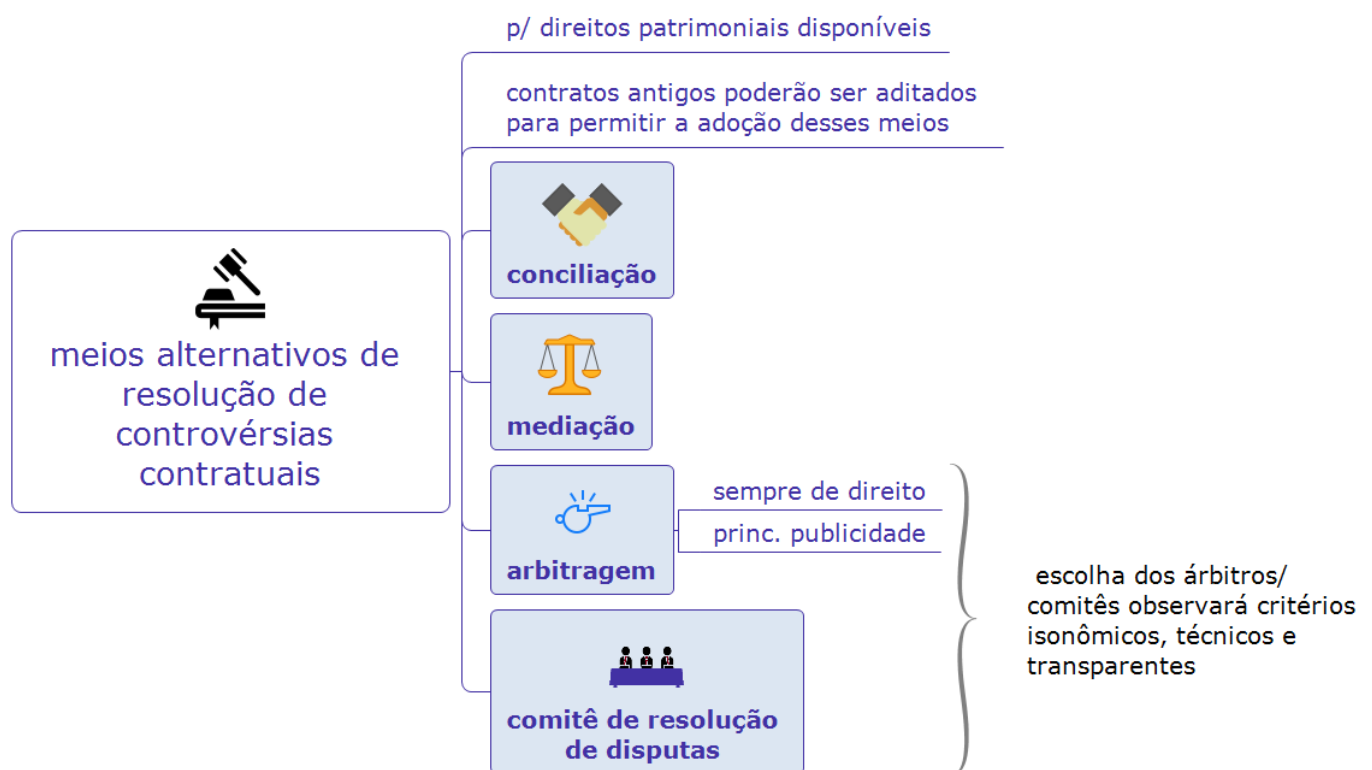 p/ direitos patrimoniais disponíveis
contratos antigos poderão ser aditados
para permitir a adoção desses meios
conciliação
meios alternativos de
resolução de
controvérsias
contratuais
mediação
arbitragem
sempre de direito
princ. publicidade
escolha dos árbitros/
comitês observará critérios
isonômicos, técnicos e
transparentes
comitê de resolução
de disputas